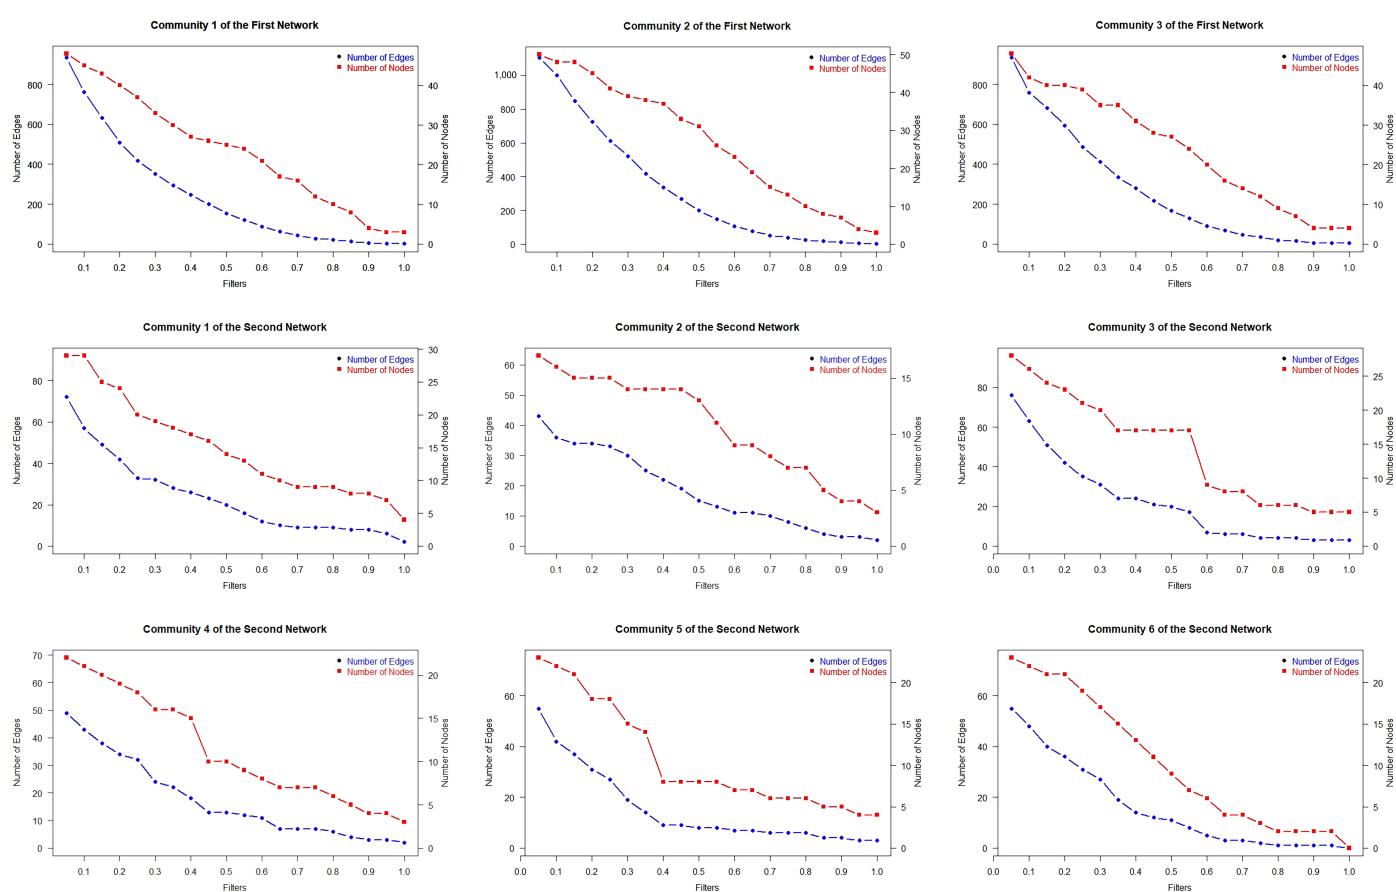 Community 1 of the First Network
Number of Edges
Number of Nodes
800
600
400
200
0
Number of Edges
40
30
20
10
0
Number of Nodes
0.1 0.2 0.3 0.4 0.5 0.6 0.7 0.8 0.9 1.0
Filters
Community 2 of the First Network
Number of Edges
Number of Nodes
1,000
800
600
400
200
0
Number of Edges
50
40
30
20
10
0
Number of Nodes
0.1 0.2 0.3 0.4 0.5 0.6 0.7 0.8 0.9 1.0
Filters
Community 3 of the First Network
Number of Edges
Number of Nodes
800
600
400
200
0
Number of Edges
40
30
20
10
0
Number of Nodes
0.1 0.2 0.3 0.4 0.5 0.6 0.7 0.8 0.9 1.0
Filters
Community 1 of the Second Network
Number of Edges
Number of Nodes
80
60
40
20
0
Number of Edges
30
25
20
15
10
5
0
Number of Nodes
0.1 0.2 0.3 0.4 0.5 0.6 0.7 0.8 0.9 1.0
Filters
Community 2 of the Second Network
Number of Edges
Number of Nodes
60
50
40
30
20
10
0
Number of Edges
15
10
5
0
Number of Nodes
0.1 0.2 0.3 0.4 0.5 0.6 0.7 0.8 0.9 1.0
Filters
Community 3 of the Second Network
Number of Edges
Number of Nodes
80
60
40
20
0
Number of Edges
25
20
15
10
5
0
Number of Nodes
0.0 0.1 0.2 0.3 0.4 0.5 0.6 0.7 0.8 0.9 1.0
Filters
Community 4 of the Second Network
Number of Edges
Number of Nodes
70
60
50
40
30
20
10
0
Number of Edges
20
15
10
5
0
Number of Nodes
0.1 0.2 0.3 0.4 0.5 0.6 0.7 0.8 0.9 1.0
Filters
Community 5 of the Second Network
Number of Edges
Number of Nodes
60
40
20
0
Number of Edges
20
15
10
5
0
Number of Nodes
0.0 0.1 0.2 0.3 0.4 0.5 0.6 0.7 0.8 0.9 1.0
Filters
Community 6 of the Second Network
Number of Edges
Number of Nodes
60
40
20
0
Number of Edges
20
15
10
5
0
Number of Nodes
0.0 0.1 0.2 0.3 0.4 0.5 0.6 0.7 0.8 0.9 1.0
Filters